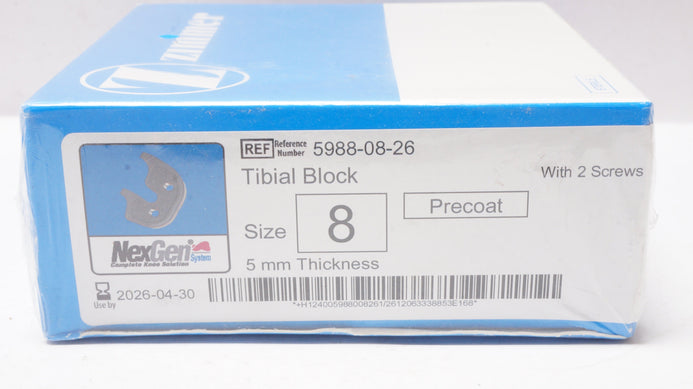 zimmer
REF Reference Number 5988-08-26
Tibial Block
With 2 Screws
Size 8
Precoat
5 mm Thickness
NexGen System
Complete Knee Solution
Use by 2026-04-30
*+H124005988008261/2612063338853E168*